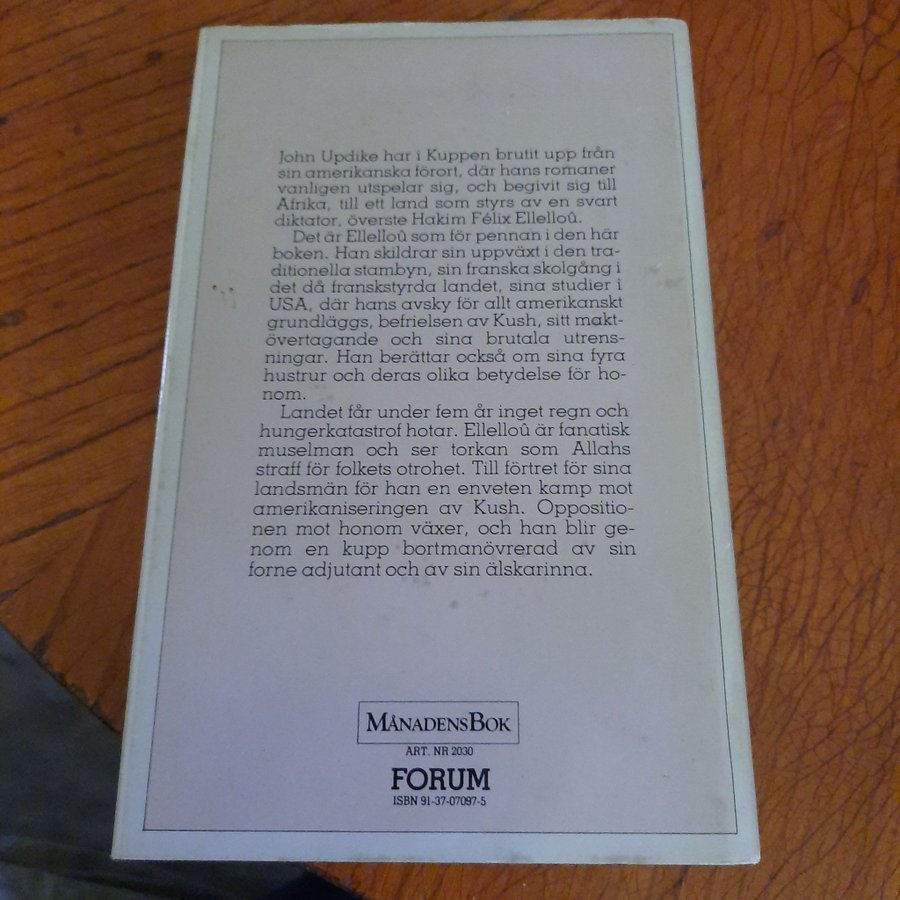 John Updike har i Kuppen brutit upp från
sin amerikanska förort, där hans romaner
vanligen utspelar sig, och begivit sig till
Afrika, till ett land som styrs av en svart
diktator, överste Hakim Félix Ellelloû.
Det är Ellelloû som för pennan i den här
boken. Han skildrar sin uppväxt i den tra-
ditionella stambyn, sin franska skolgång i
det då franskstyrda landet, sina studier i
USA, där hans avsky för allt amerikanskt
grundläggs, befrielsen av Kush, sitt makt-
övertagande och sina brutala utrens-
ningar. Han berättar också om sina fyra
hustrur och deras olika betydelse för ho-
nom.
Landet får under fem år inget regn och
hungerkatastrof hotar. Ellelloû är fanatisk
muselman och ser torkan som Allahs
straff för folkets otrohet. Till förtret för sina
landsmän för han en enveten kamp mot
amerikaniseringen av Kush. Oppositio-
nen mot honom växer, och han blir ge-
nom en kupp bortmanövrerad av sin
forne adjutant och av sin älskarinna.
MÅNADENSBOK
ART. NR 2030
FORUM
ISBN 91-37-07097-5